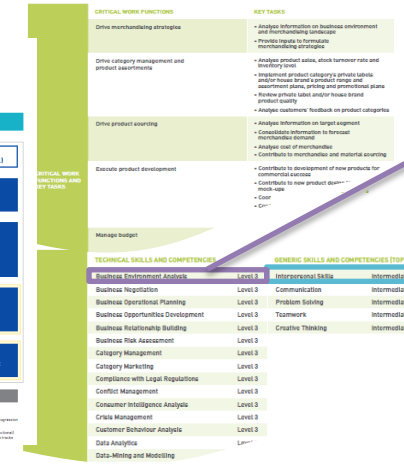 CRITICAL WORK FUNCTIONS
KEY TASKS
Drive merchandising strategies
• Analyse information on business environment
and merchandising landscape
• Provide inputs to formulate
merchandising strategies
Drive category management and
product assortments
• Analyse product sales, stock turnover rate and
inventory level
• Implement product category's private labels
and/or house brand's product range and
assortment plans, pricing and promotional plans
• Review private label and/or house brand
product quality
• Analyse customers' feedback on product categories
Drive product sourcing
• Analyse information on target segment
• Consolidate information to forecast
merchandise demand
• Analyse cost of merchandise
• Contribute to merchandise and material sourcing
CRITICAL WORK
FUNCTIONS AND
KEY TASKS
Execute product development
• Contribute to development of new products for
commercial success
• Contribute to new product
mock-ups
Manage budget
TECHNICAL SKILLS AND COMPETENCIES
GENERIC SKILLS AND COMPETENCIES (TOP
Business Environment Analysis Level 3
Business Negotiation Level 3
Business Operational Planning Level 3
Business Opportunities Development Level 3
Business Relationship Building Level 3
Business Risk Assessment Level 3
Category Management Level 3
Category Marketing Level 3
Compliance with Legal Regulations Level 3
Conflict Management Level 3
Consumer Intelligence Analysis Level 3
Crisis Management Level 3
Customer Behaviour Analysis Level 3
Data Analytics
Data-Mining and Modelling
Interpersonal Skills Intermedia
Communication Intermedia
Problem Solving Intermedia
Teamwork Intermedia
Creative Thinking Intermedia